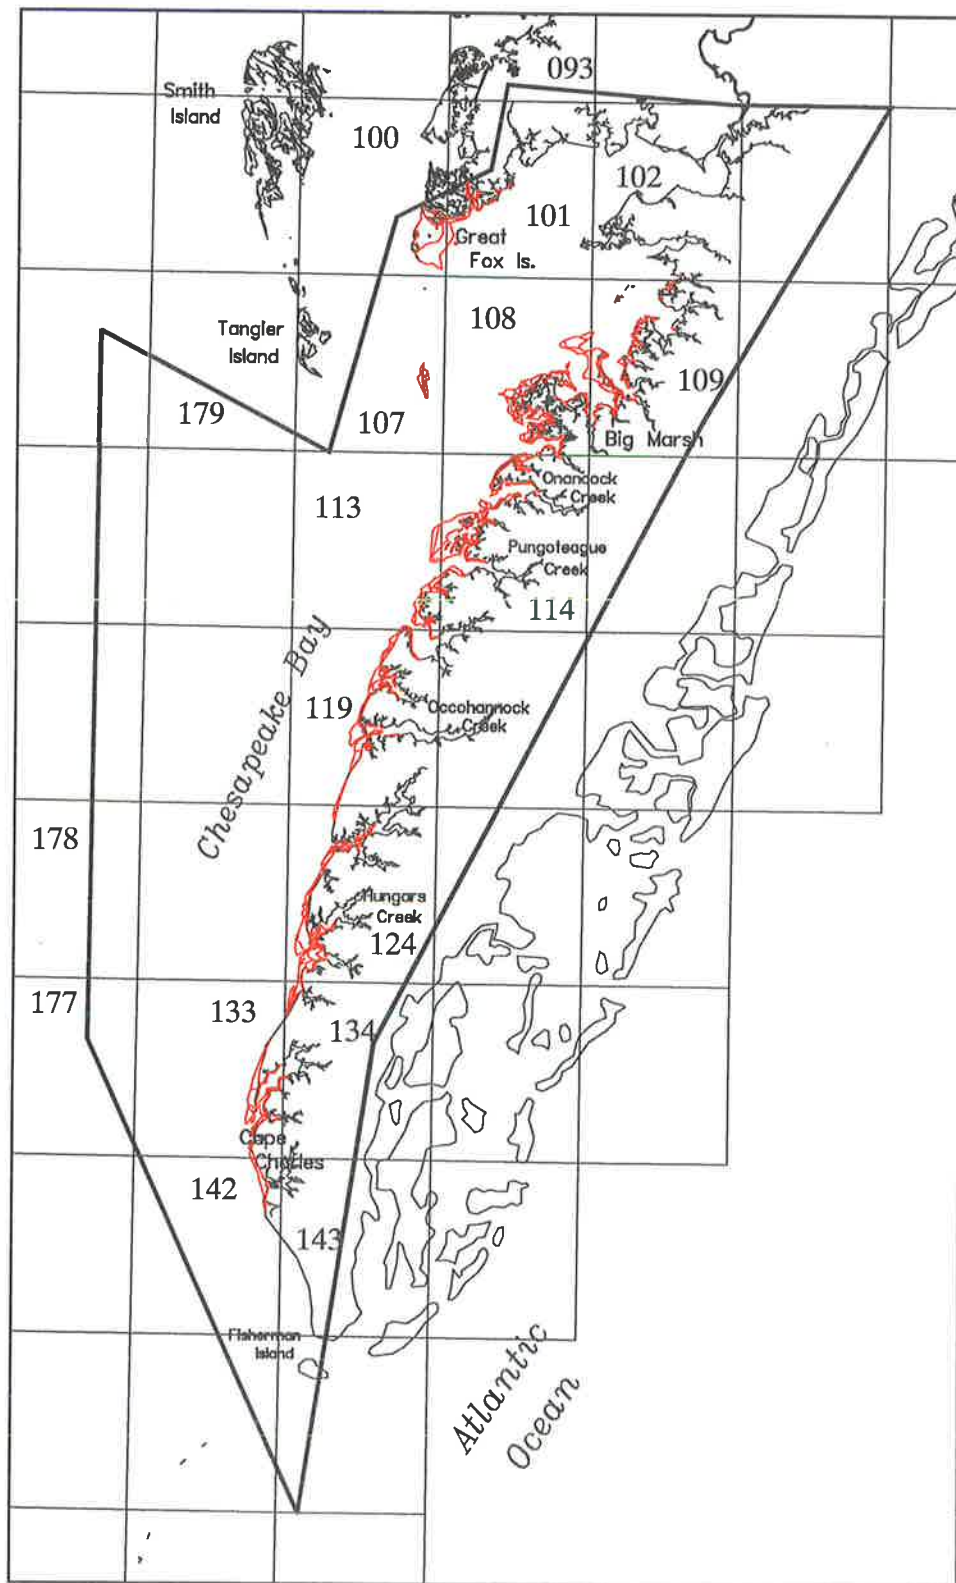 093
Smith
Island
100
102
101
Great
Fox Is.
108
Tangier
Island
109
179
107
Big Marsh
Onancock
Creek
113
Pungoteague
Creek
114
Chesapeake Bay
119
Occohannock
Creek
178
Hungars
Creek
124
177
133
134
Cape
Charles
142
143
Fisherman
Island
Atlantic
Ocean